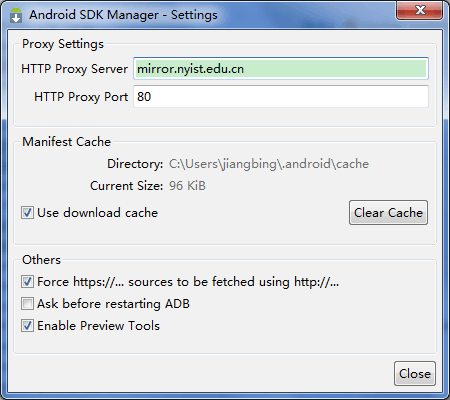 Android SDK Manager - Settings
Proxy Settings
HTTP Proxy Server mirror.nyist.edu.cn
HTTP Proxy Port 80
Manifest Cache
Directory: C:\Users\jiangbing\.android\cache
Current Size: 96 KiB
Use download cache Clear Cache
Others
Force https://... sources to be fetched using http://...
Ask before restarting ADB
Enable Preview Tools
Close